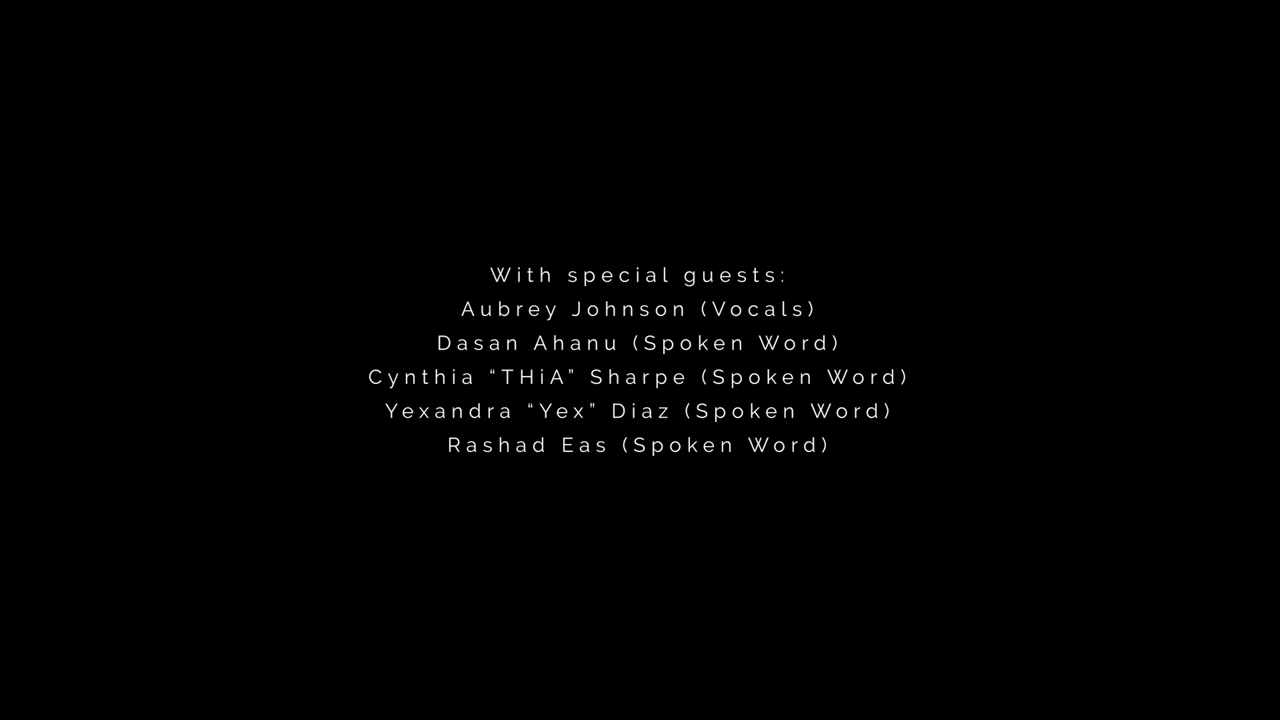 With special guests:
Aubrey Johnson (Vocals)
Dasan Ahanu (Spoken Word)
Cynthia “THiA” Sharpe (Spoken Word)
Yexandra “Yex” Diaz (Spoken Word)
Rashad Eas (Spoken Word)